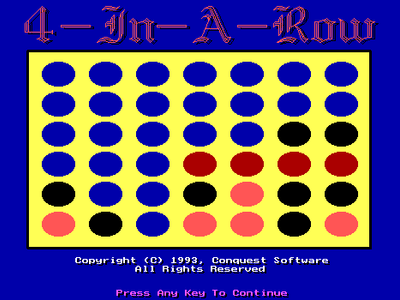 4-In-A-Row
Copyright (C) 1993, Conquest Software
All Rights Reserved
Press Any Key To Continue